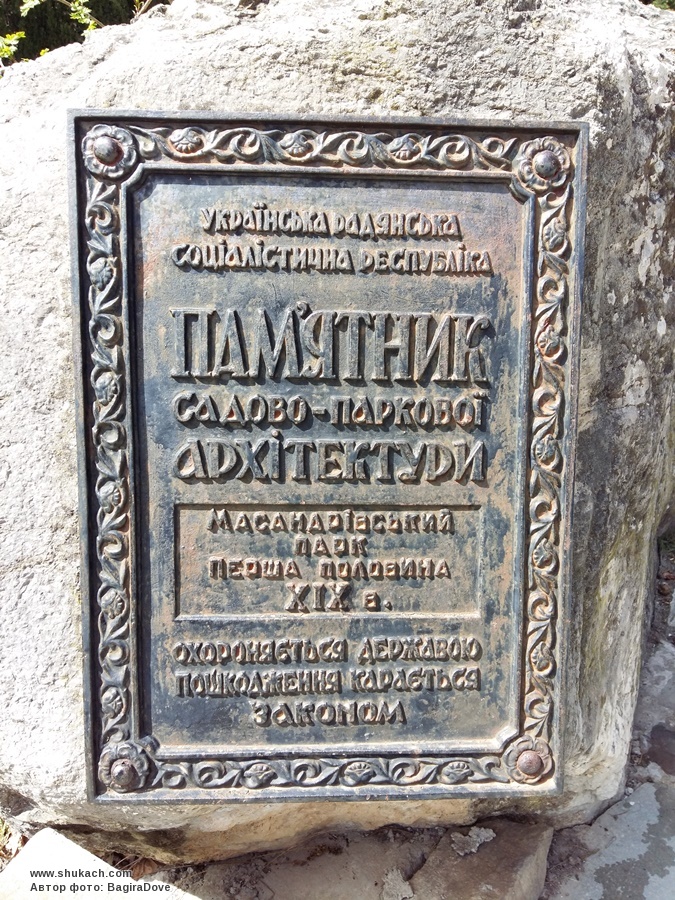 УКРАЇНСЬКА РАДЯНСЬКА
СОЦІАЛІСТИЧНА РЕСПУБЛІКА
ПАМ'ЯТНИК
САДОВО-ПАРКОВОЇ
АРХІТЕКТУРИ
МАСАНДРІВСЬКИЙ
ПАРК
ПЕРША ПОЛОВИНА
XIX в.
ОХОРОНЯЄТЬСЯ ДЕРЖАВОЮ
ПОШКОДЖЕННЯ КАРАЄТЬСЯ
ЗАКОНОМ
www.shukach.com
Автор фото: BagiraDove